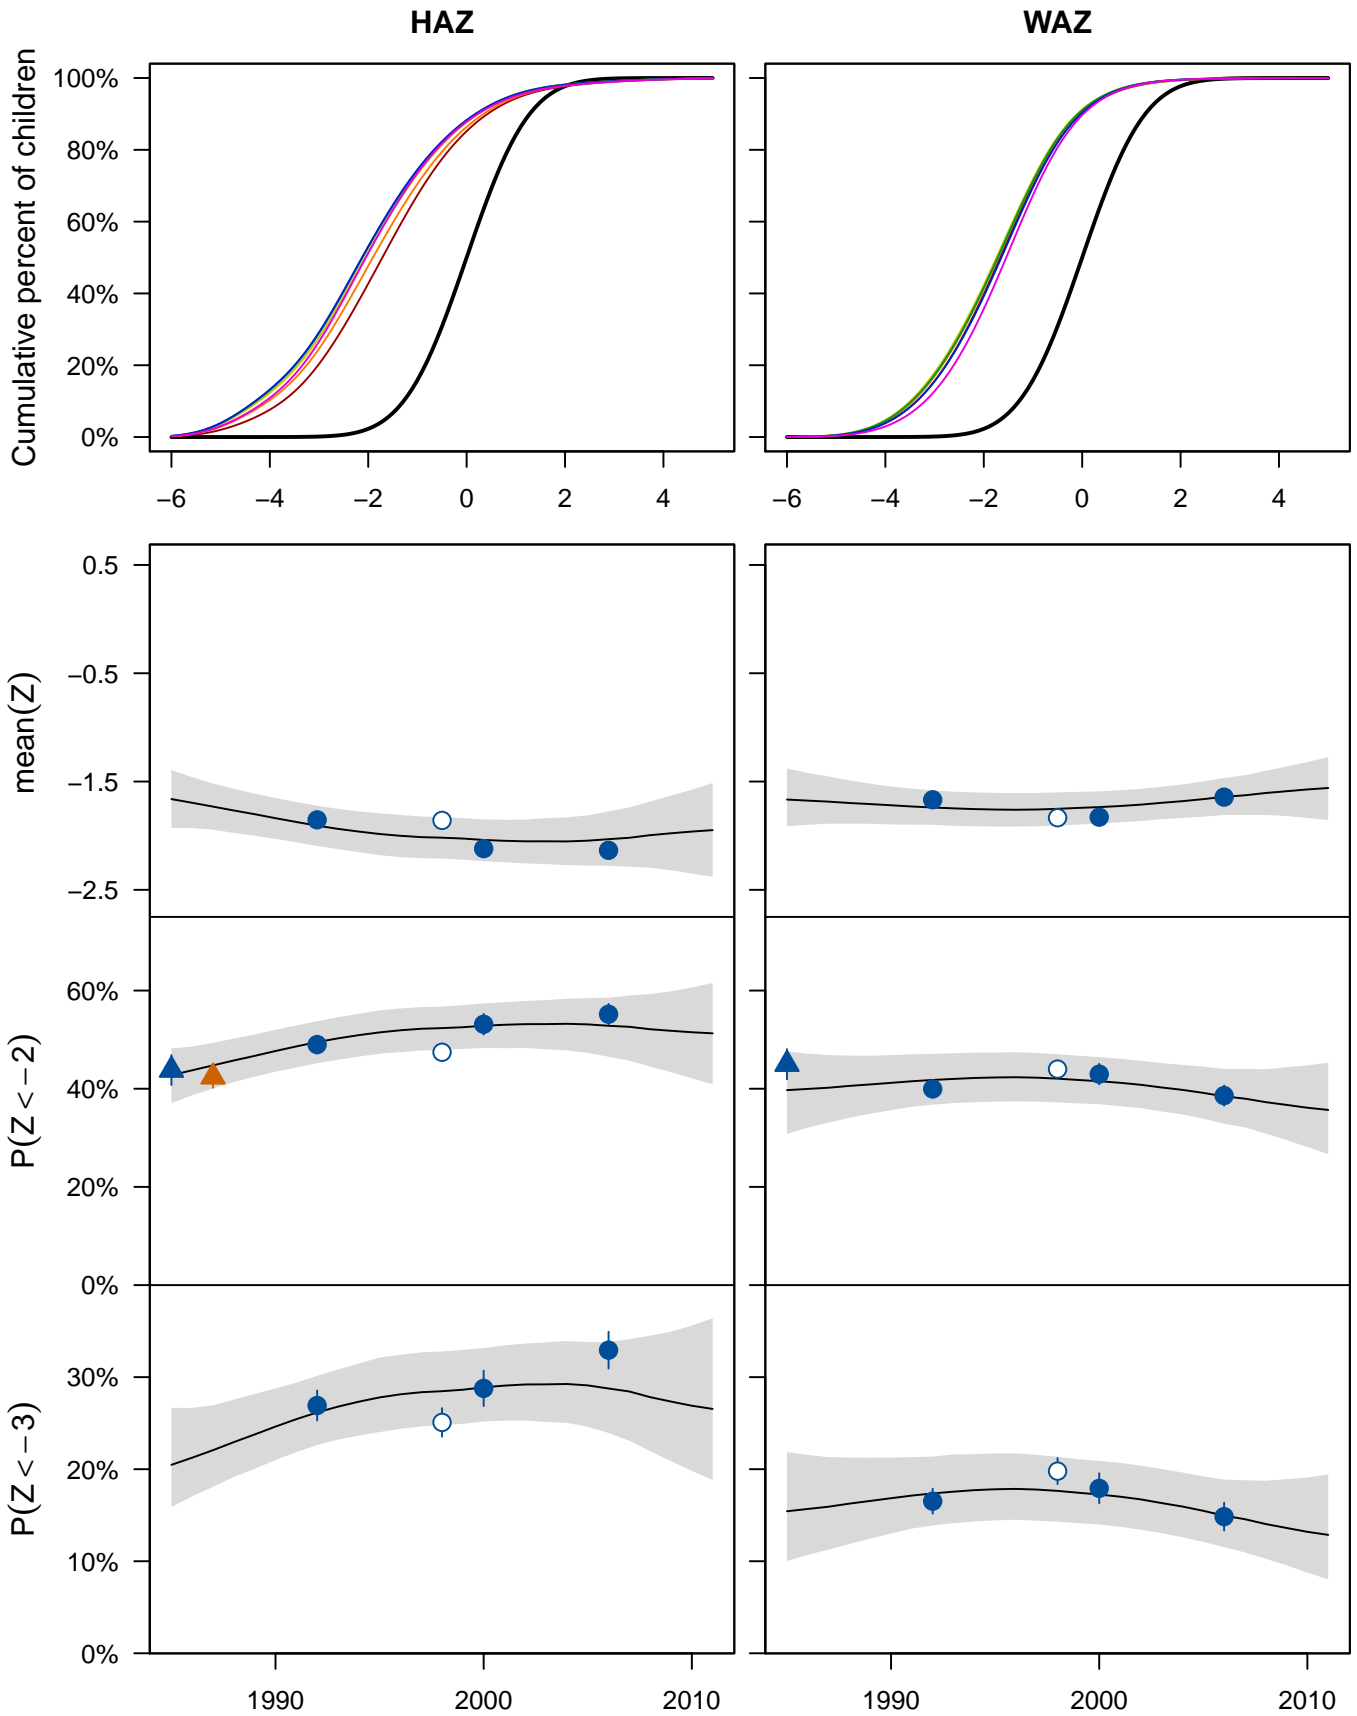 HAZ
WAZ
Cumulative percent of children
100%
80%
60%
40%
20%
0%
−6 −4 −2 0 2 4
−6 −4 −2 0 2 4
mean(Z)
0.5
−0.5
−1.5
−2.5
P(Z < −2)
60%
40%
20%
0%
P(Z < −3)
30%
20%
10%
0%
1990 2000 2010
1990 2000 2010